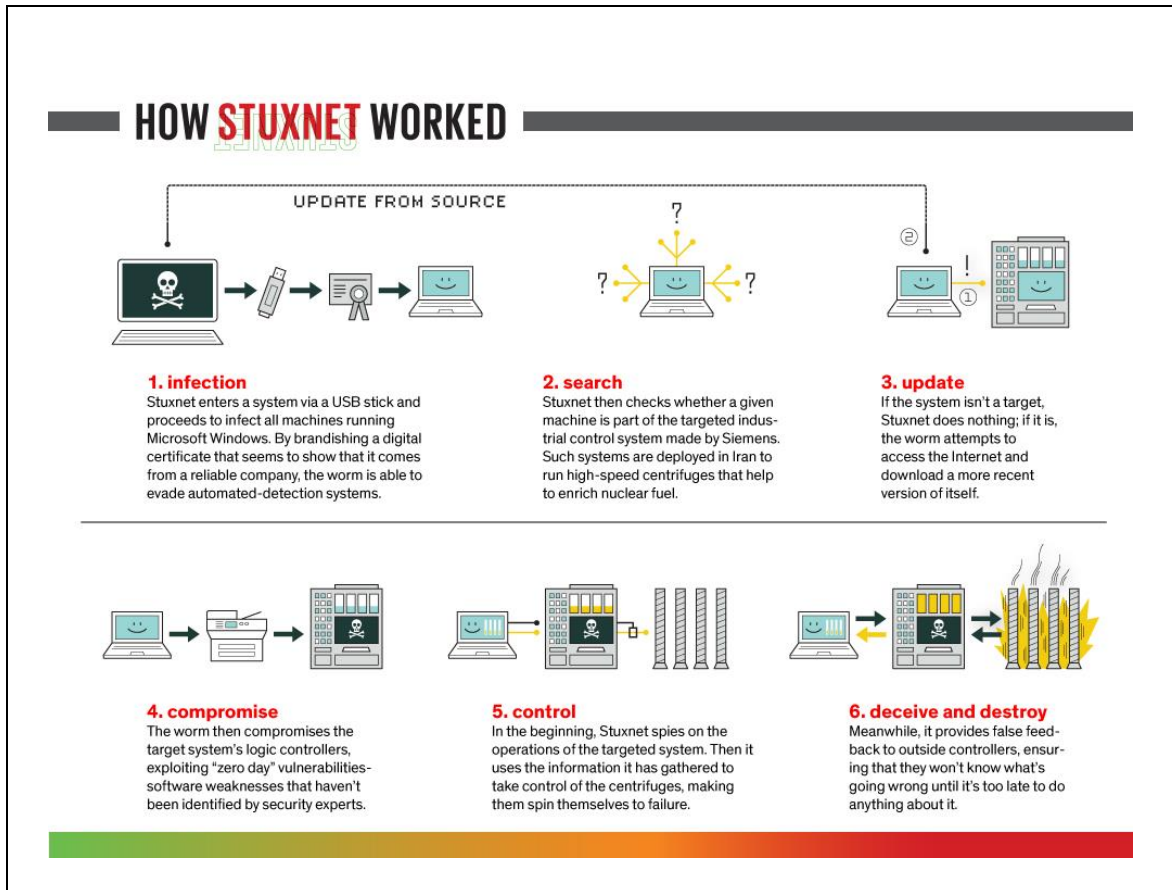 HOW STUXNET WORKED
STUXNET
UPDATE FROM SOURCE
?
?
?
2
!
1
1. infection
Stuxnet enters a system via a USB stick and
proceeds to infect all machines running
Microsoft Windows. By brandishing a digital
certificate that seems to show that it comes
from a reliable company, the worm is able to
evade automated-detection systems.
2. search
Stuxnet then checks whether a given
machine is part of the targeted indus-
trial control system made by Siemens.
Such systems are deployed in Iran to
run high-speed centrifuges that help
to enrich nuclear fuel.
3. update
If the system isn't a target,
Stuxnet does nothing; if it is,
the worm attempts to
access the Internet and
download a more recent
version of itself.
4. compromise
The worm then compromises the
target system's logic controllers,
exploiting “zero day” vulnerabilities-
software weaknesses that haven't
been identified by security experts.
5. control
In the beginning, Stuxnet spies on the
operations of the targeted system. Then it
uses the information it has gathered to
take control of the centrifuges, making
them spin themselves to failure.
6. deceive and destroy
Meanwhile, it provides false feed-
back to outside controllers, ensur-
ing that they won't know what's
going wrong until it's too late to do
anything about it.